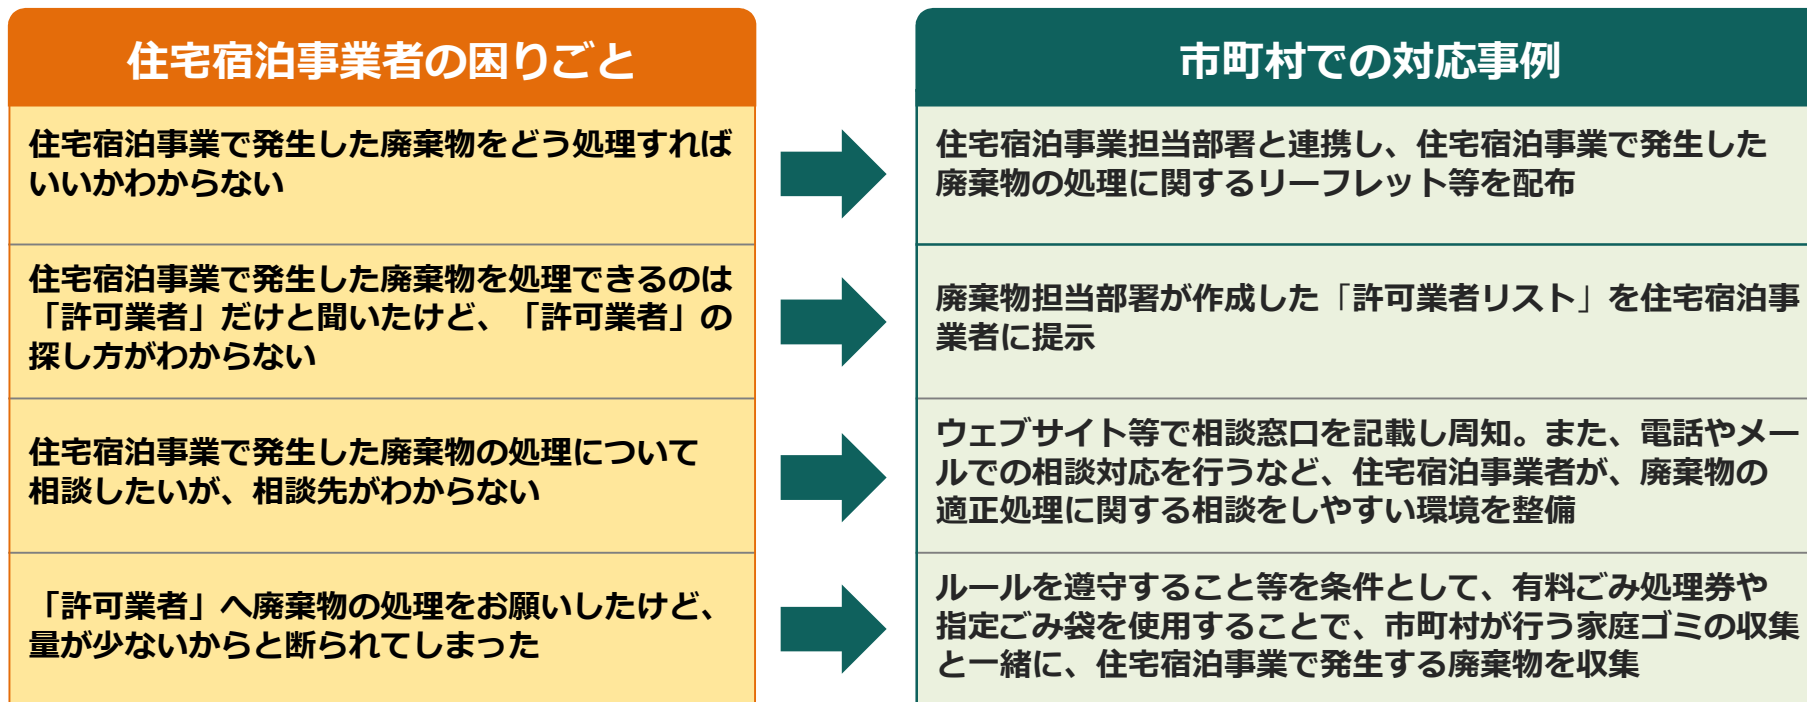 住宅宿泊事業者の困りごと
市町村での対応事例
住宅宿泊事業で発生した廃棄物をどう処理すれば
いいかわからない
住宅宿泊事業担当部署と連携し、住宅宿泊事業で発生した
廃棄物の処理に関するリーフレット等を配布
住宅宿泊事業で発生した廃棄物を処理できるのは
「許可業者」だけと聞いたけど、「許可業者」の
探し方がわからない
廃棄物担当部署が作成した「許可業者リスト」を住宅宿泊事
業者に提示
住宅宿泊事業で発生した廃棄物の処理について
相談したいが、相談先がわからない
ウェブサイト等で相談窓口を記載し周知。また、電話やメー
ルでの相談対応を行うなど、住宅宿泊事業者が、廃棄物の
適正処理に関する相談をしやすい環境を整備
「許可業者」へ廃棄物の処理をお願いしたけど、
量が少ないからと断られてしまった
ルールを遵守すること等を条件として、有料ごみ処理券や
指定ごみ袋を使用することで、市町村が行う家庭ゴミの収集
と一緒に、住宅宿泊事業で発生する廃棄物を収集